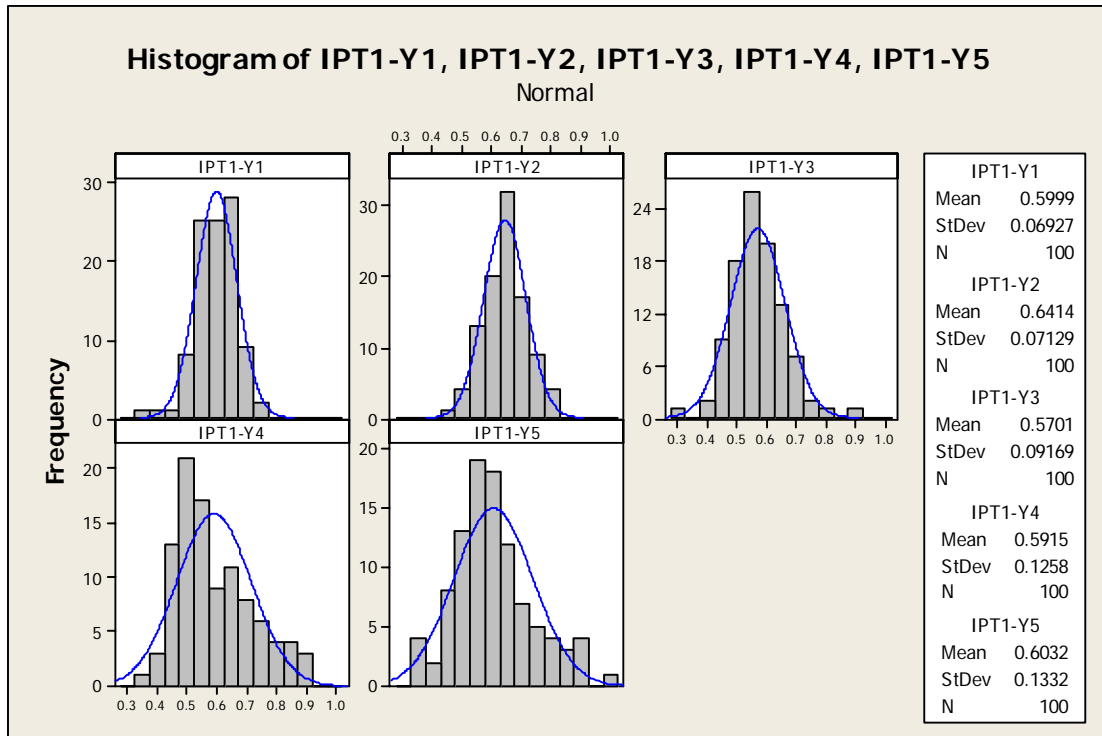 Histogram of IPT1-Y1, IPT1-Y2, IPT1-Y3, IPT1-Y4, IPT1-Y5
Normal
0.3 0.4 0.5 0.6 0.7 0.8 0.9 1.0
IPT1-Y1
IPT1-Y2
IPT1-Y3
30
20
10
0
30
20
10
0
24
18
12
6
0
0.3 0.4 0.5 0.6 0.7 0.8 0.9 1.0
Frequency
IPT1-Y4
IPT1-Y5
20
15
10
5
0
20
15
10
5
0
0.3 0.4 0.5 0.6 0.7 0.8 0.9 1.0
IPT1-Y1
Mean 0.5999
StDev 0.06927
N 100
IPT1-Y2
Mean 0.6414
StDev 0.07129
N 100
IPT1-Y3
Mean 0.5701
StDev 0.09169
N 100
IPT1-Y4
Mean 0.5915
StDev 0.1258
N 100
IPT1-Y5
Mean 0.6032
StDev 0.1332
N 100